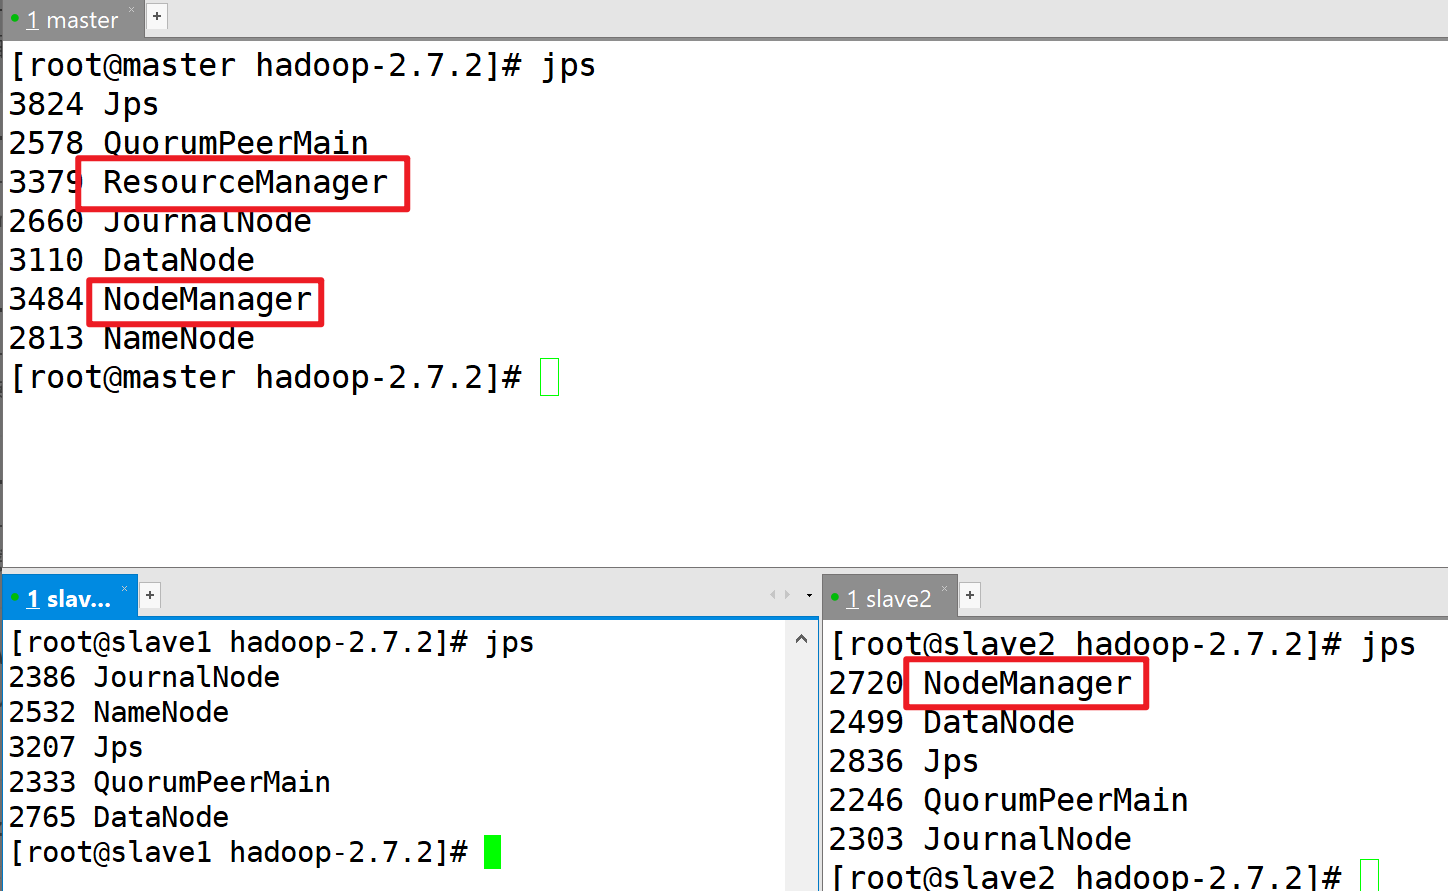 1 master
[root@master hadoop-2.7.2]# jps
3824 Jps
2578 QuorumPeerMain
3379 ResourceManager
2660 JournalNode
3110 DataNode
3484 NodeManager
2813 NameNode
[root@master hadoop-2.7.2]#
1 slav...
[root@slave1 hadoop-2.7.2]# jps
2386 JournalNode
2532 NameNode
3207 Jps
2333 QuorumPeerMain
2765 DataNode
[root@slave1 hadoop-2.7.2]#
1 slave2
[root@slave2 hadoop-2.7.2]# jps
2720 NodeManager
2499 DataNode
2836 Jps
2246 QuorumPeerMain
2303 JournalNode
[root@slave2 hadoop-2.7.2]#